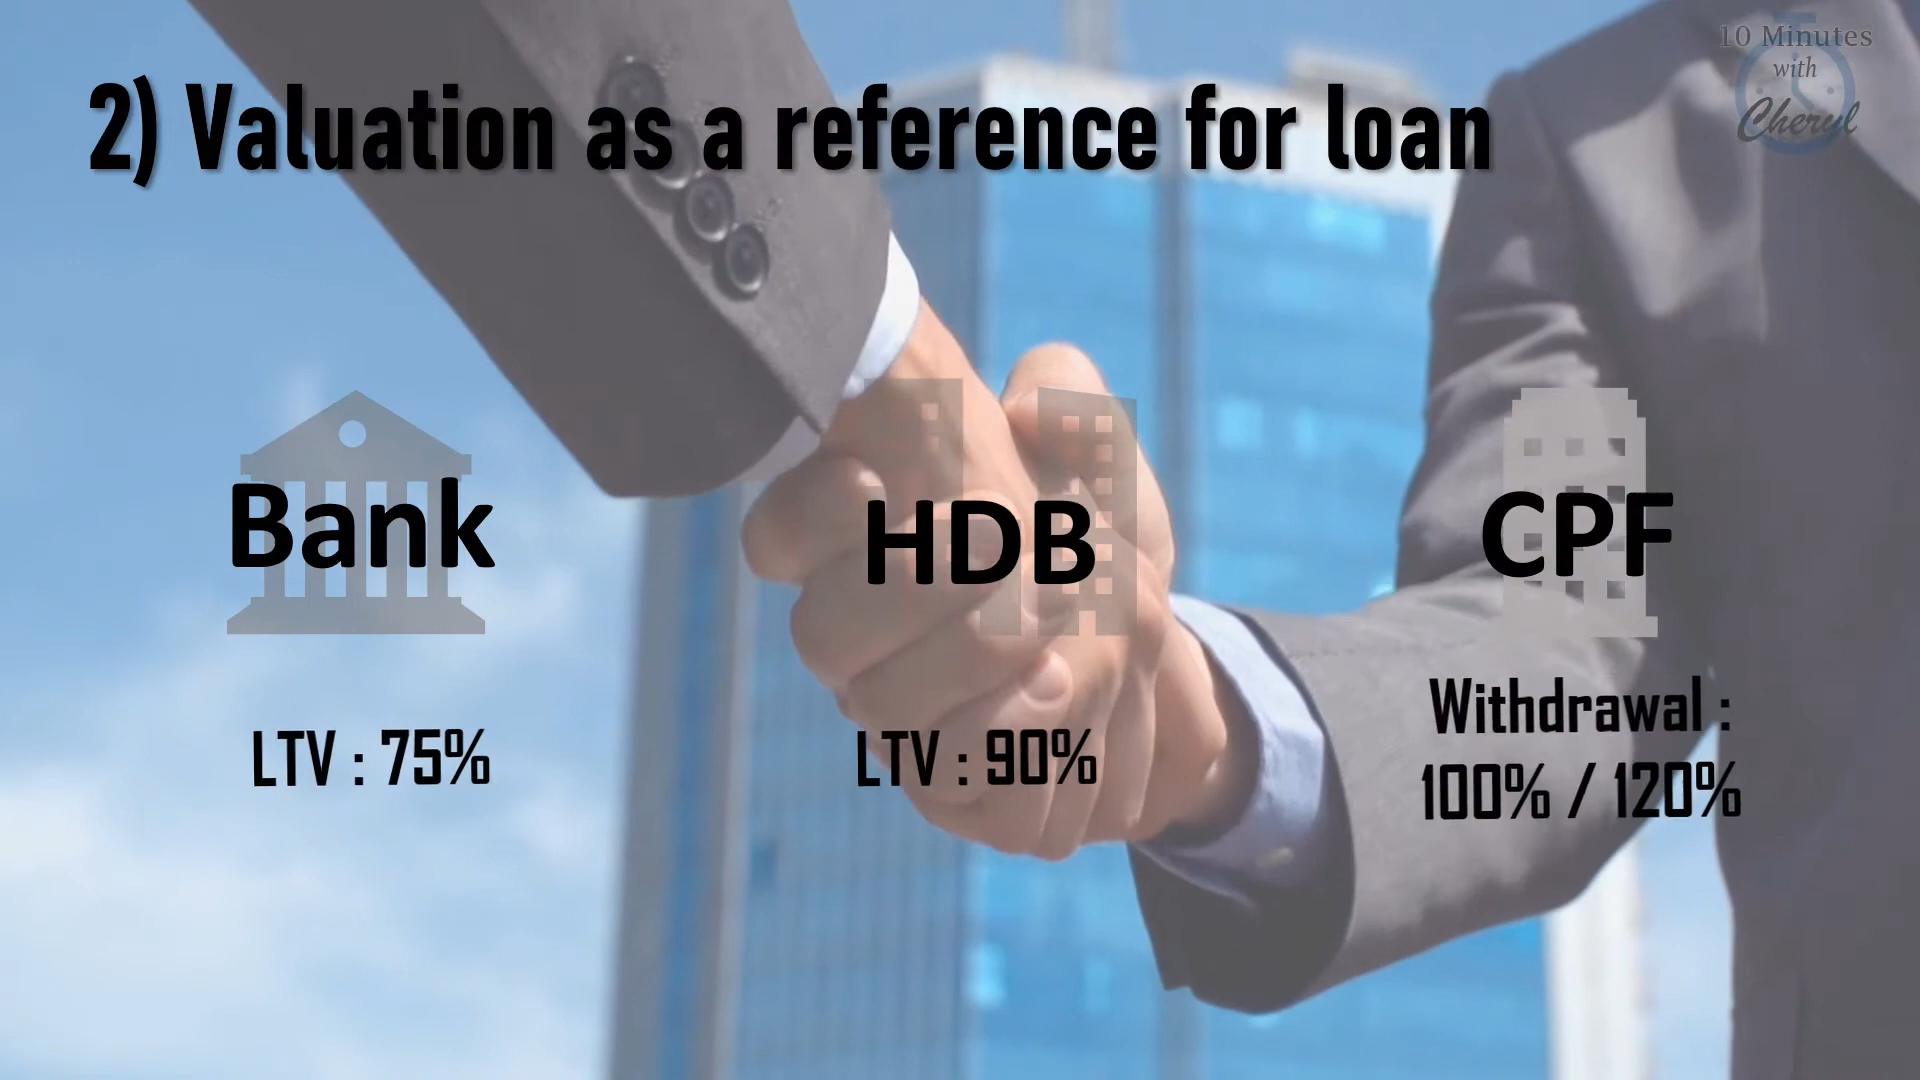 10 Minutes
with
Cheryl
2) Valuation as a reference for loan
Bank
HDB
CPF
LTV : 75%
LTV : 90%
Withdrawal :
100% / 120%